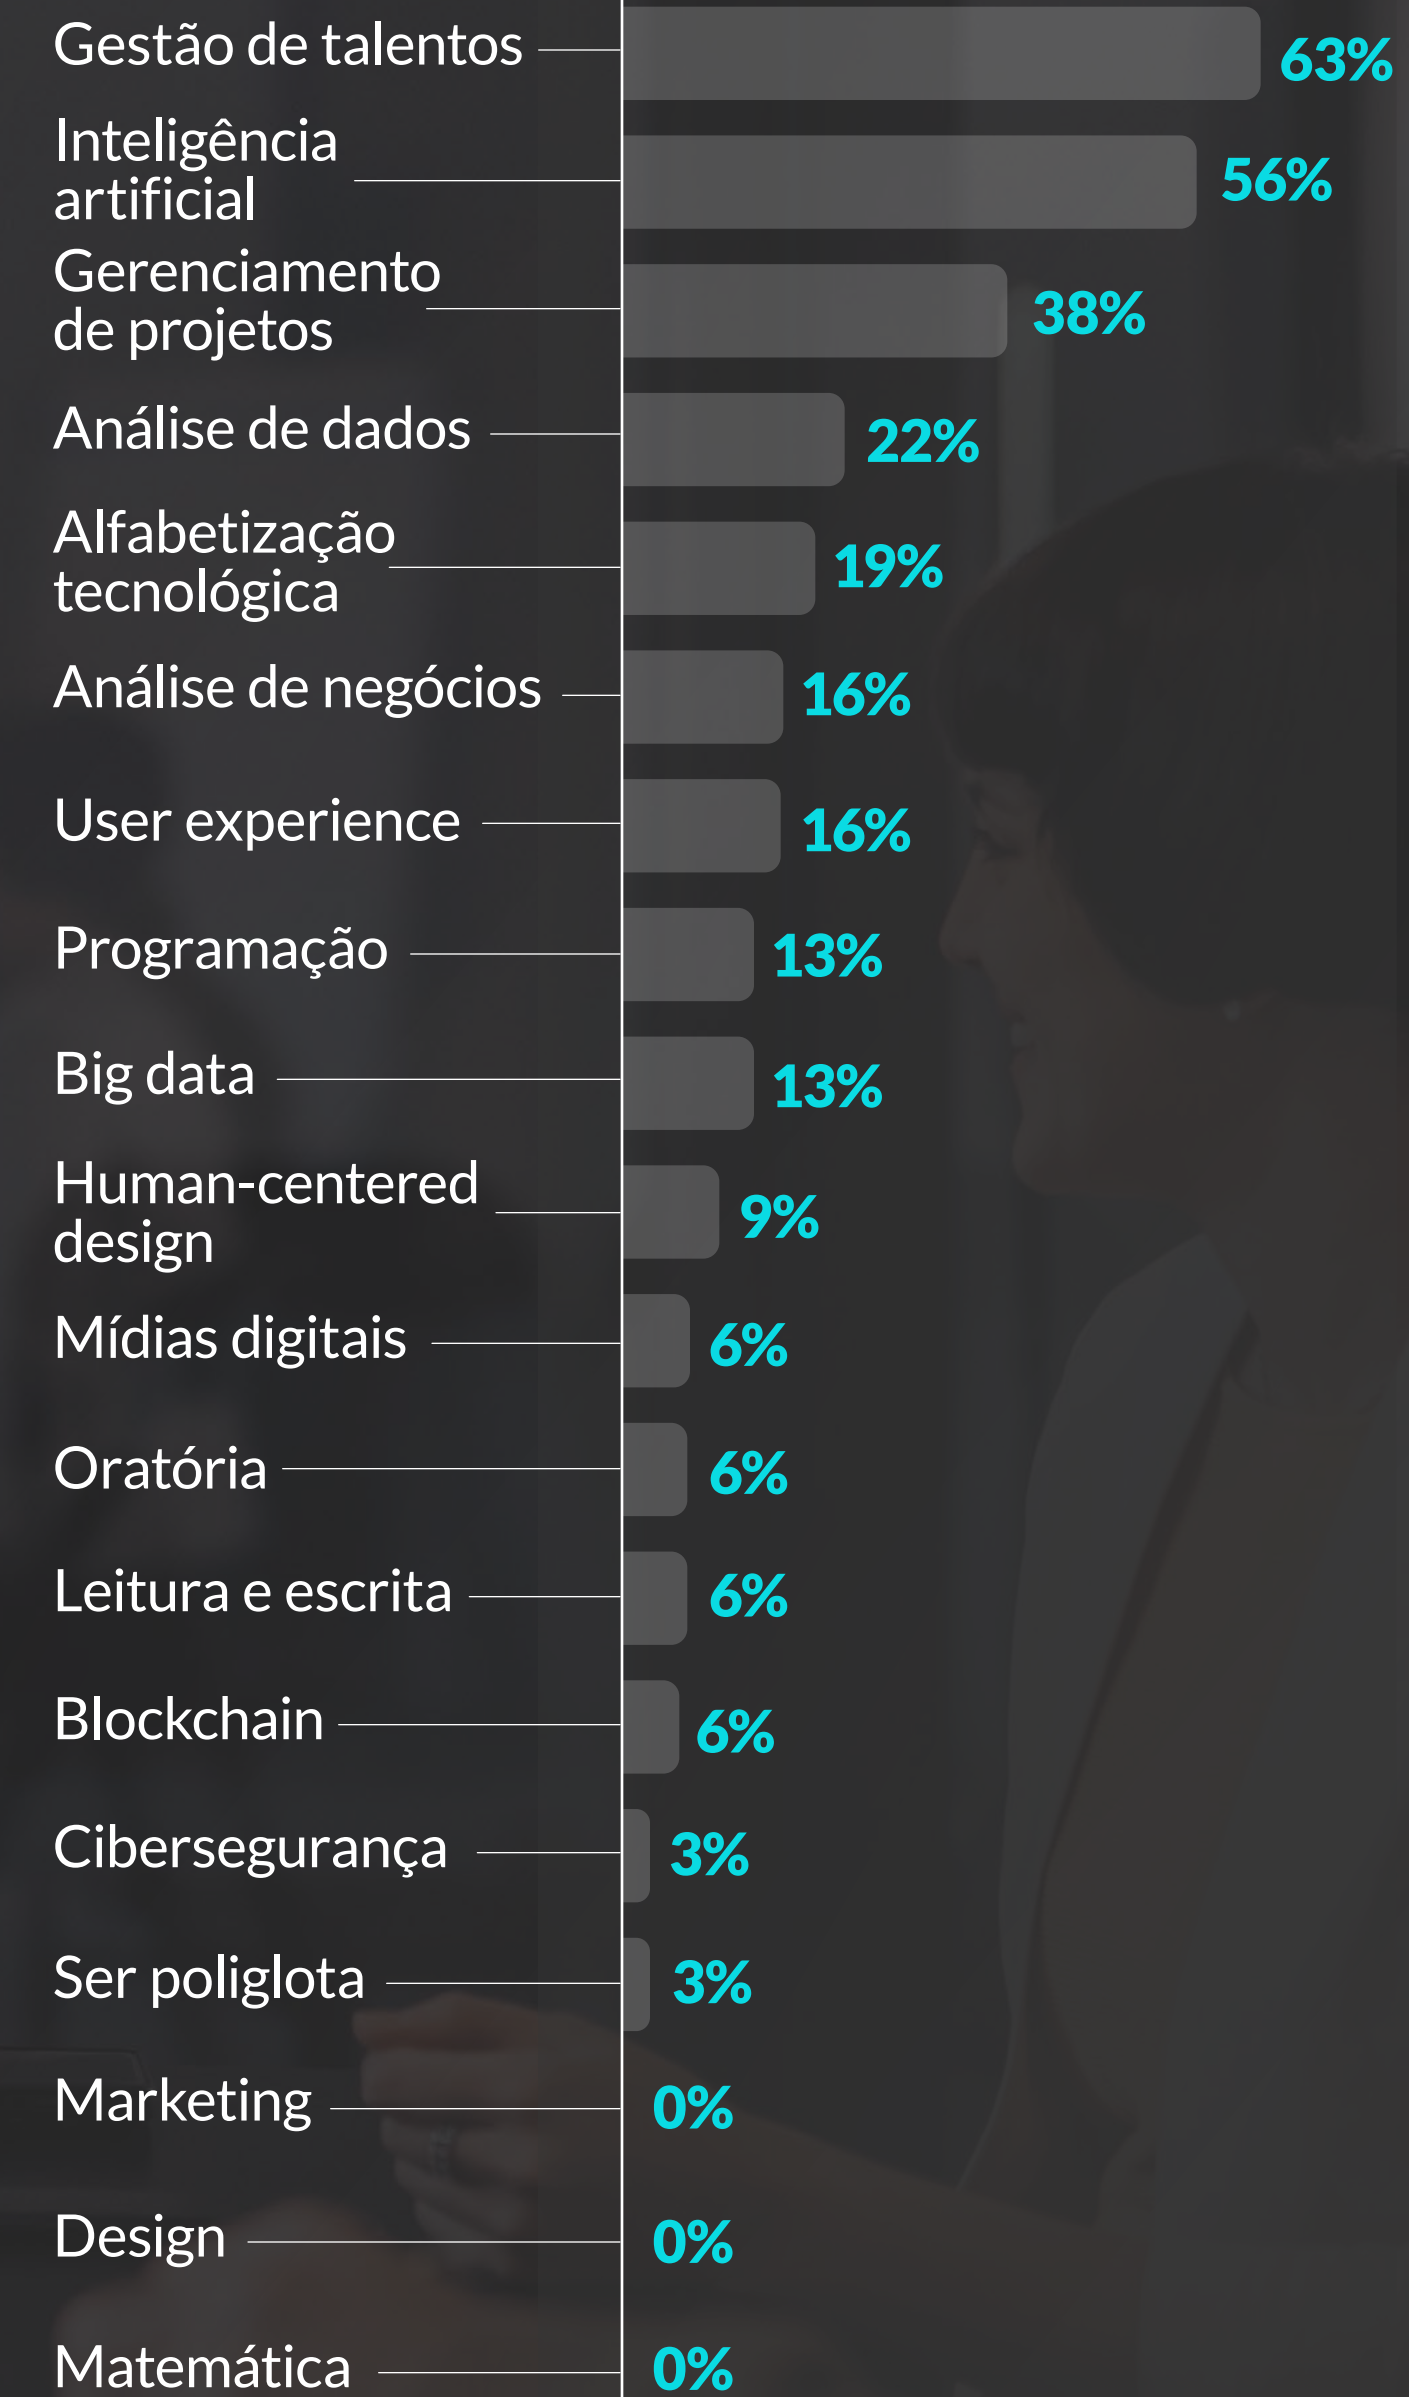 Gestão de talentos 63%
Inteligência
artificial 56%
Gerenciamento
de projetos 38%
Análise de dados 22%
Alfabetização
tecnológica 19%
Análise de negócios 16%
User experience 16%
Programação 13%
Big data 13%
Human-centered
design 9%
Mídias digitais 6%
Oratória 6%
Leitura e escrita 6%
Blockchain 6%
Cibersegurança 3%
Ser poliglota 3%
Marketing 0%
Design 0%
Matemática 0%